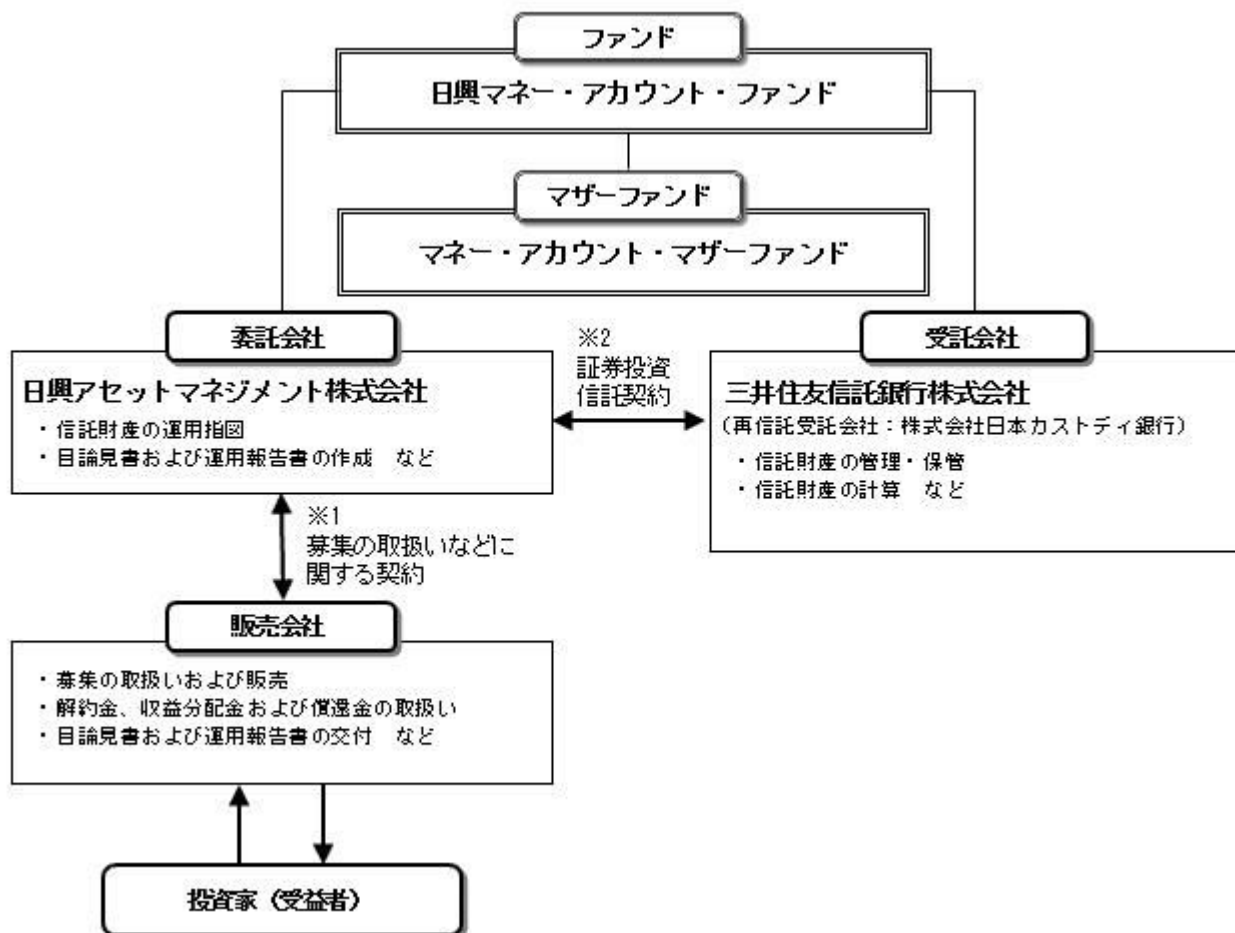 ファンド
日興マネー・アカウント・ファンド
マザーファンド
マネー・アカウント・マザーファンド
委託会社
日興アセットマネジメント株式会社
・信託財産の運用指図
・目論見書および運用報告書の作成 など
※2
証券投資
信託契約
受託会社
三井住友信託銀行株式会社
(再信託受託会社:株式会社日本カストディ銀行)
・信託財産の管理・保管
・信託財産の計算 など
※1
募集の取扱いなどに
関する契約
販売会社
・募集の取扱いおよび販売
・解約金、収益分配金および償還金の取扱い
・目論見書および運用報告書の交付 など
投資家(受益者)